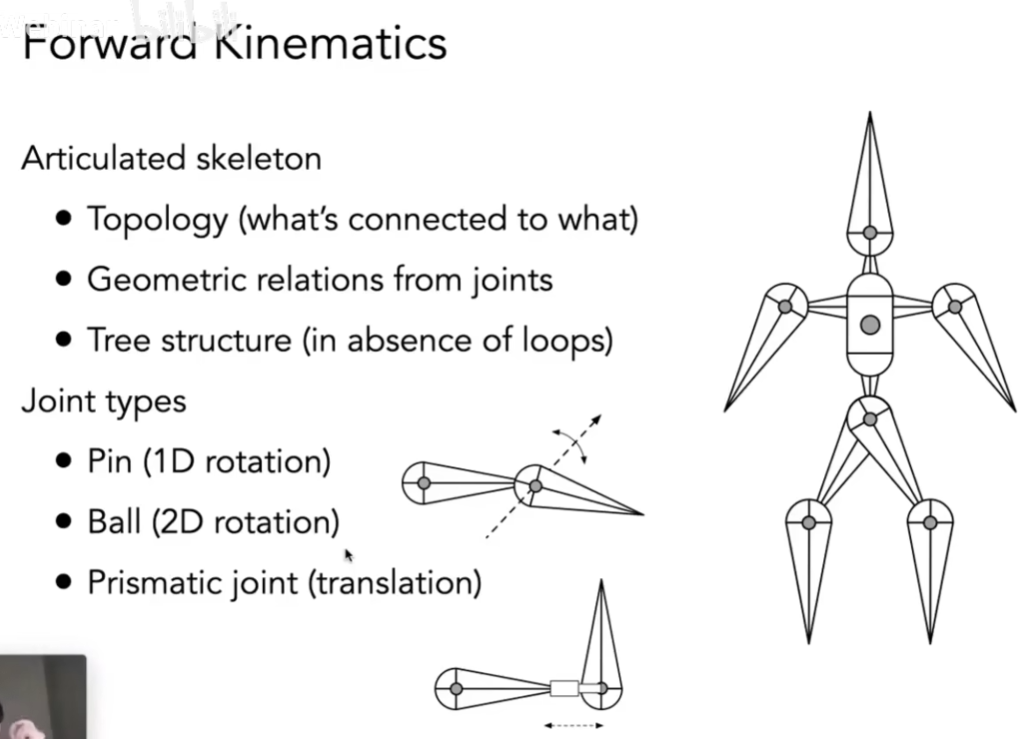 Forward Kinematics
Articulated skeleton
● Topology (what's connected to what)
● Geometric relations from joints
● Tree structure (in absence of loops)
Joint types
● Pin (1D rotation)
● Ball (2D rotation)
● Prismatic joint (translation)